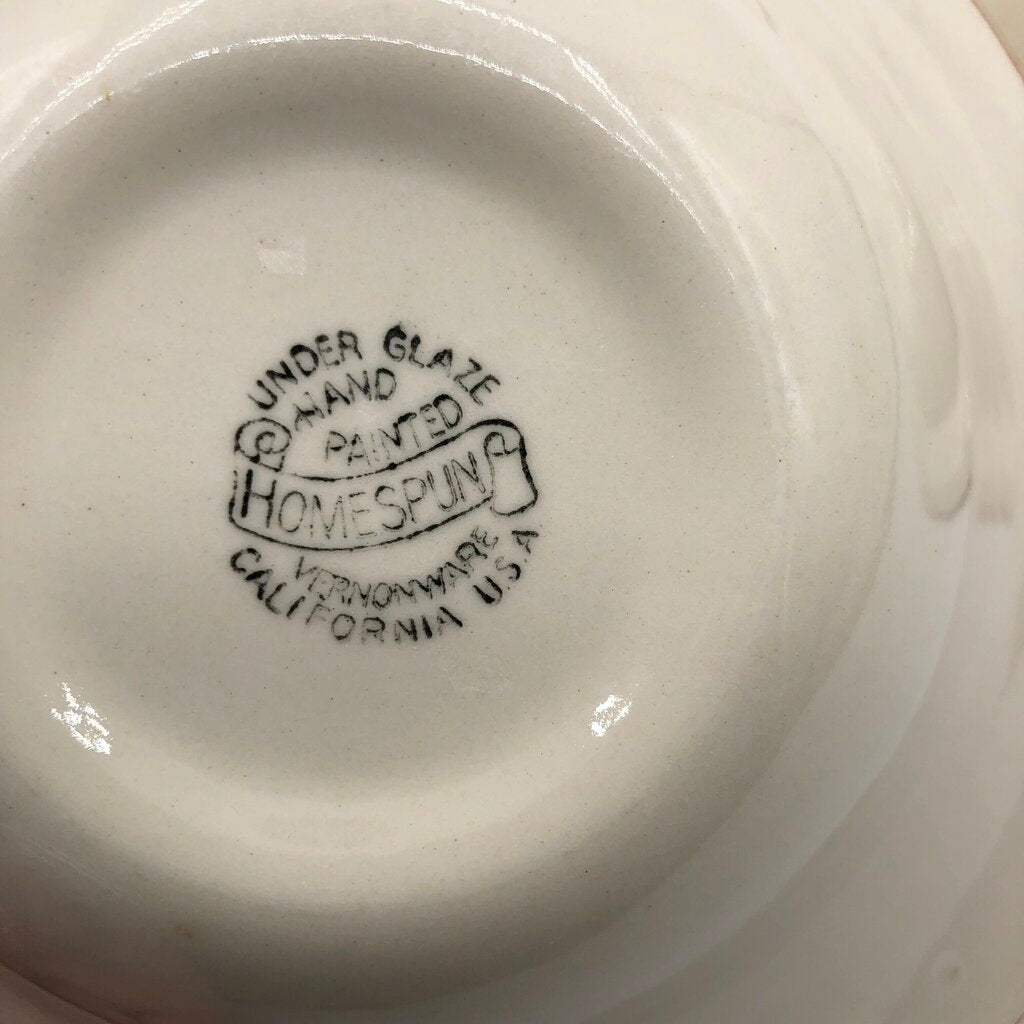 UNDER GLAZE
HAND
PAINTED
HOMESPUN
VERNONWARE
CALIFORNIA U.S.A